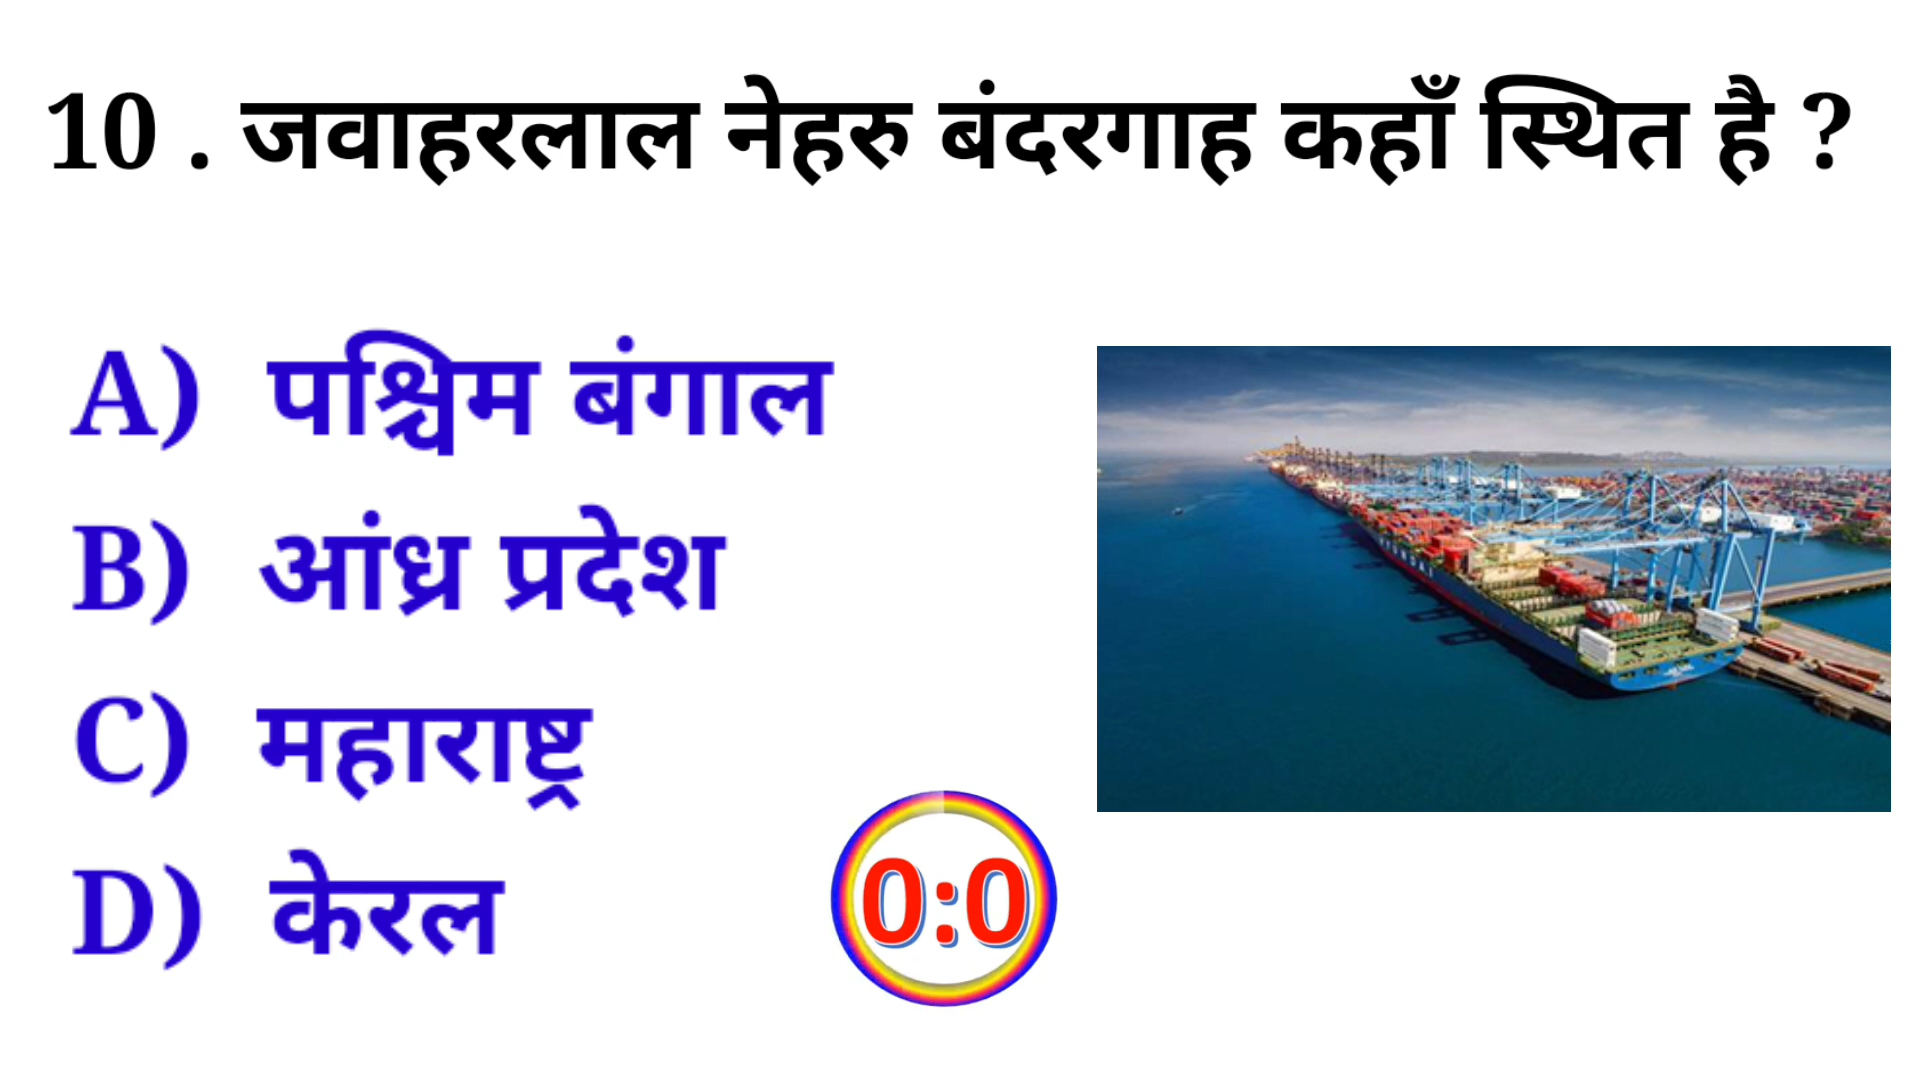 10 . जवाहरलाल नेहरु बंदरगाह कहाँ स्थित है ?
A) पश्चिम बंगाल
B) आंध्र प्रदेश
C) महाराष्ट्र
D) केरल
0:0